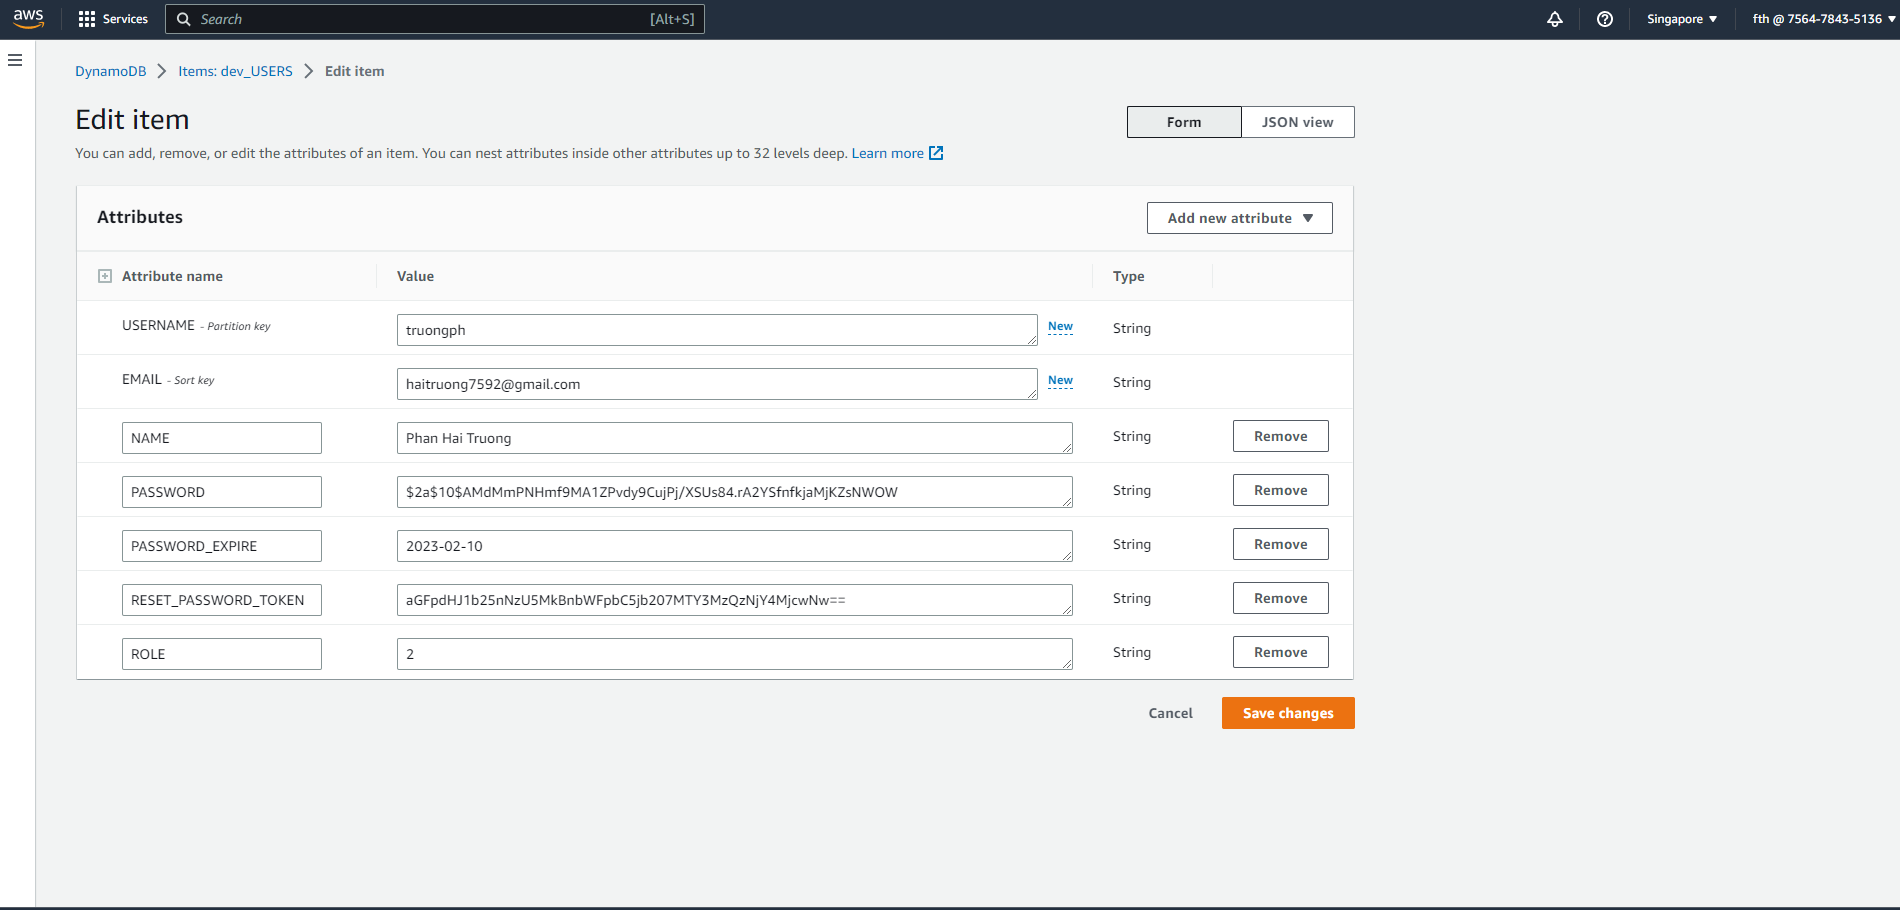 aws Services Search [Alt+S] Singapore ▼ fth @ 7564-7843-5136 ▼
DynamoDB > Items: dev_USERS > Edit item
Edit item
Form JSON view
You can add, remove, or edit the attributes of an item. You can nest attributes inside other attributes up to 32 levels deep. Learn more
Attributes Add new attribute ▼
Attribute name Value Type
USERNAME - Partition key truongph New String
EMAIL - Sort key haitruong7592@gmail.com New String
NAME Phan Hai Truong String Remove
PASSWORD $2a$10$AMdMmPNHmf9MA1ZPvdy9CujPj/XSUs84.rA2YSfnfkjaMjKZsNWOW String Remove
PASSWORD_EXPIRE 2023-02-10 String Remove
RESET_PASSWORD_TOKEN aGFpdHJ1b25nNzU5MkBnbWFpbC5jb207MTY3MzQzNjY4MjcwNw== String Remove
ROLE 2 String Remove
Cancel Save changes